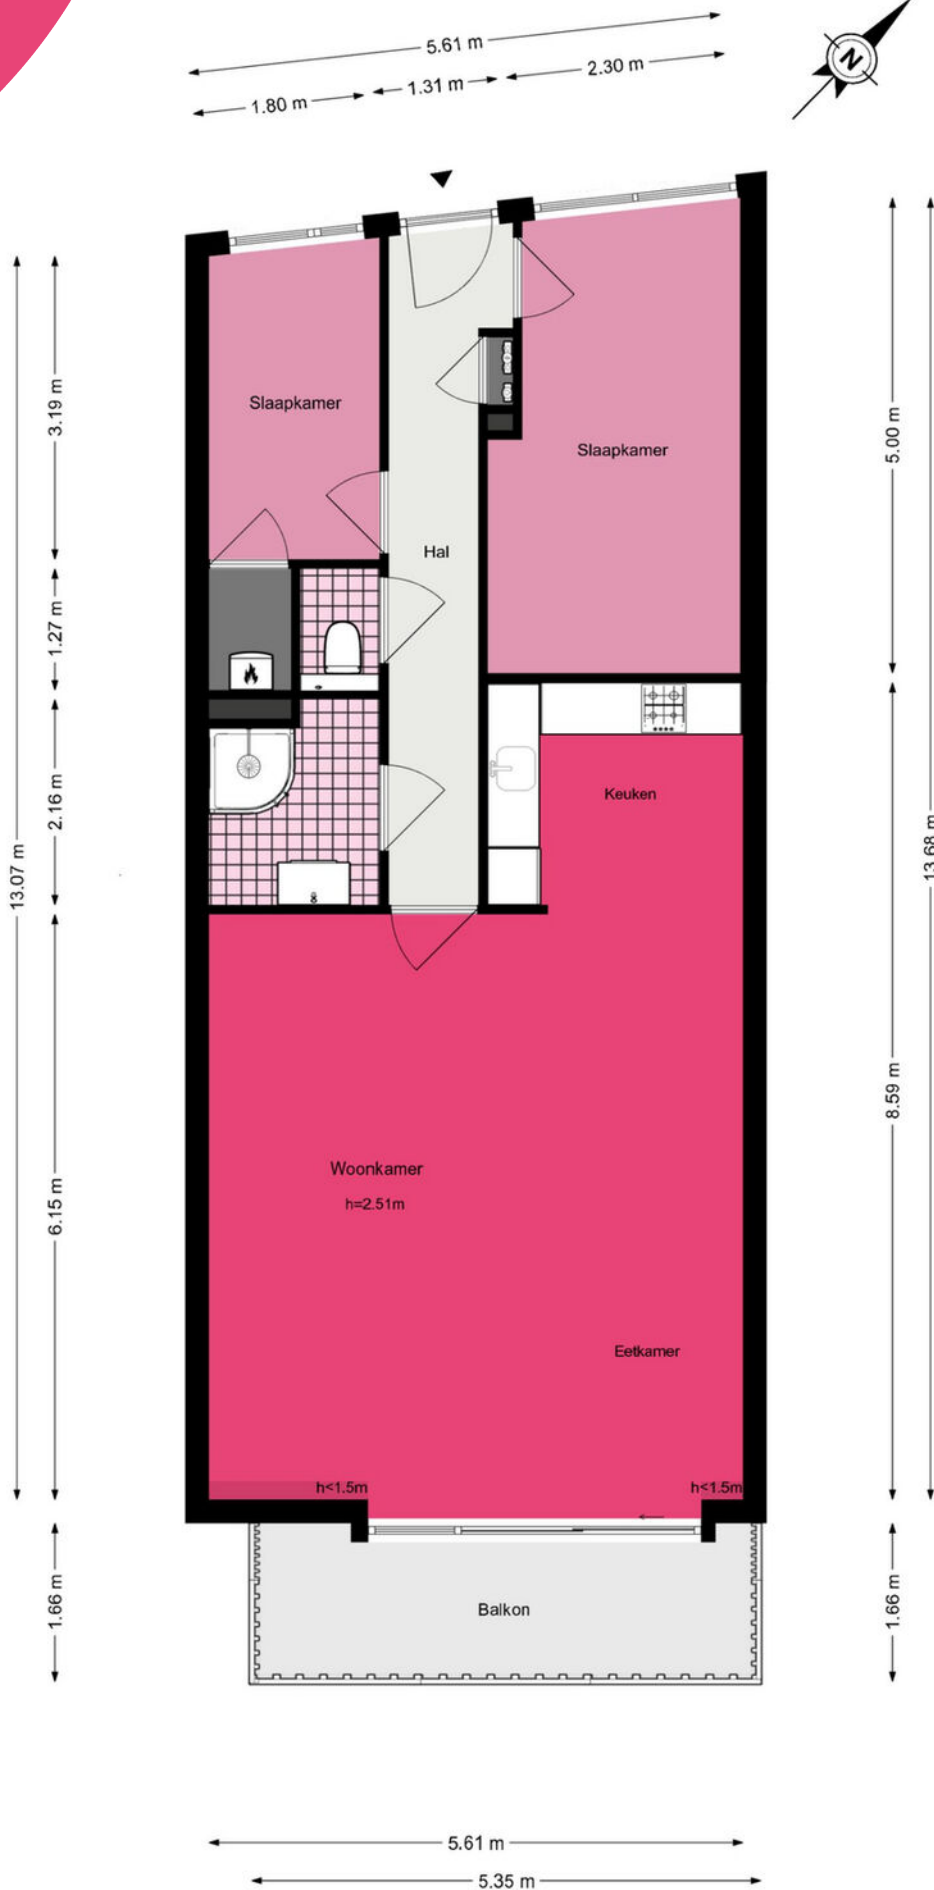 5.61 m
1.80 m
1.31 m
2.30 m
N
Slaapkamer
3.19 m
Slaapkamer
5.00 m
Hal
1.27 m
2.16 m
Keuken
13.07 m
13.68 m
8.59 m
Woonkamer
h=2.51m
6.15 m
Eetkamer
h<1.5m
h<1.5m
1.66 m
Balkon
1.66 m
5.61 m
5.35 m